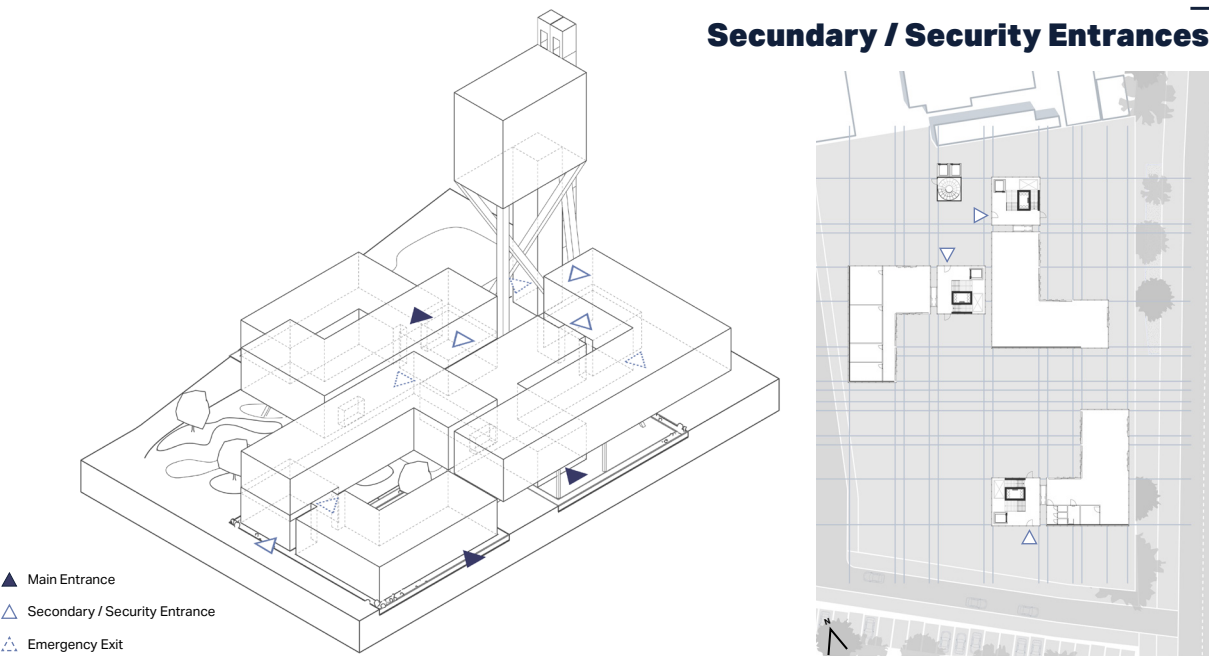 Secundary / Security Entrances
Main Entrance
Secondary / Security Entrance
Emergency Exit
N